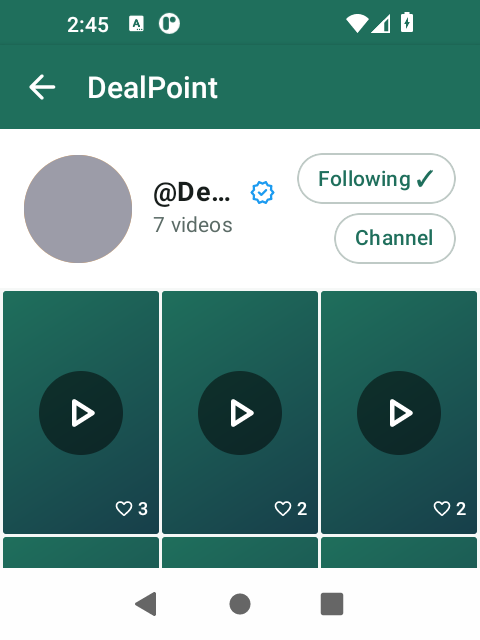 2:45
DealPoint
@De...
7 videos
Following ✓
Channel
3
2
2